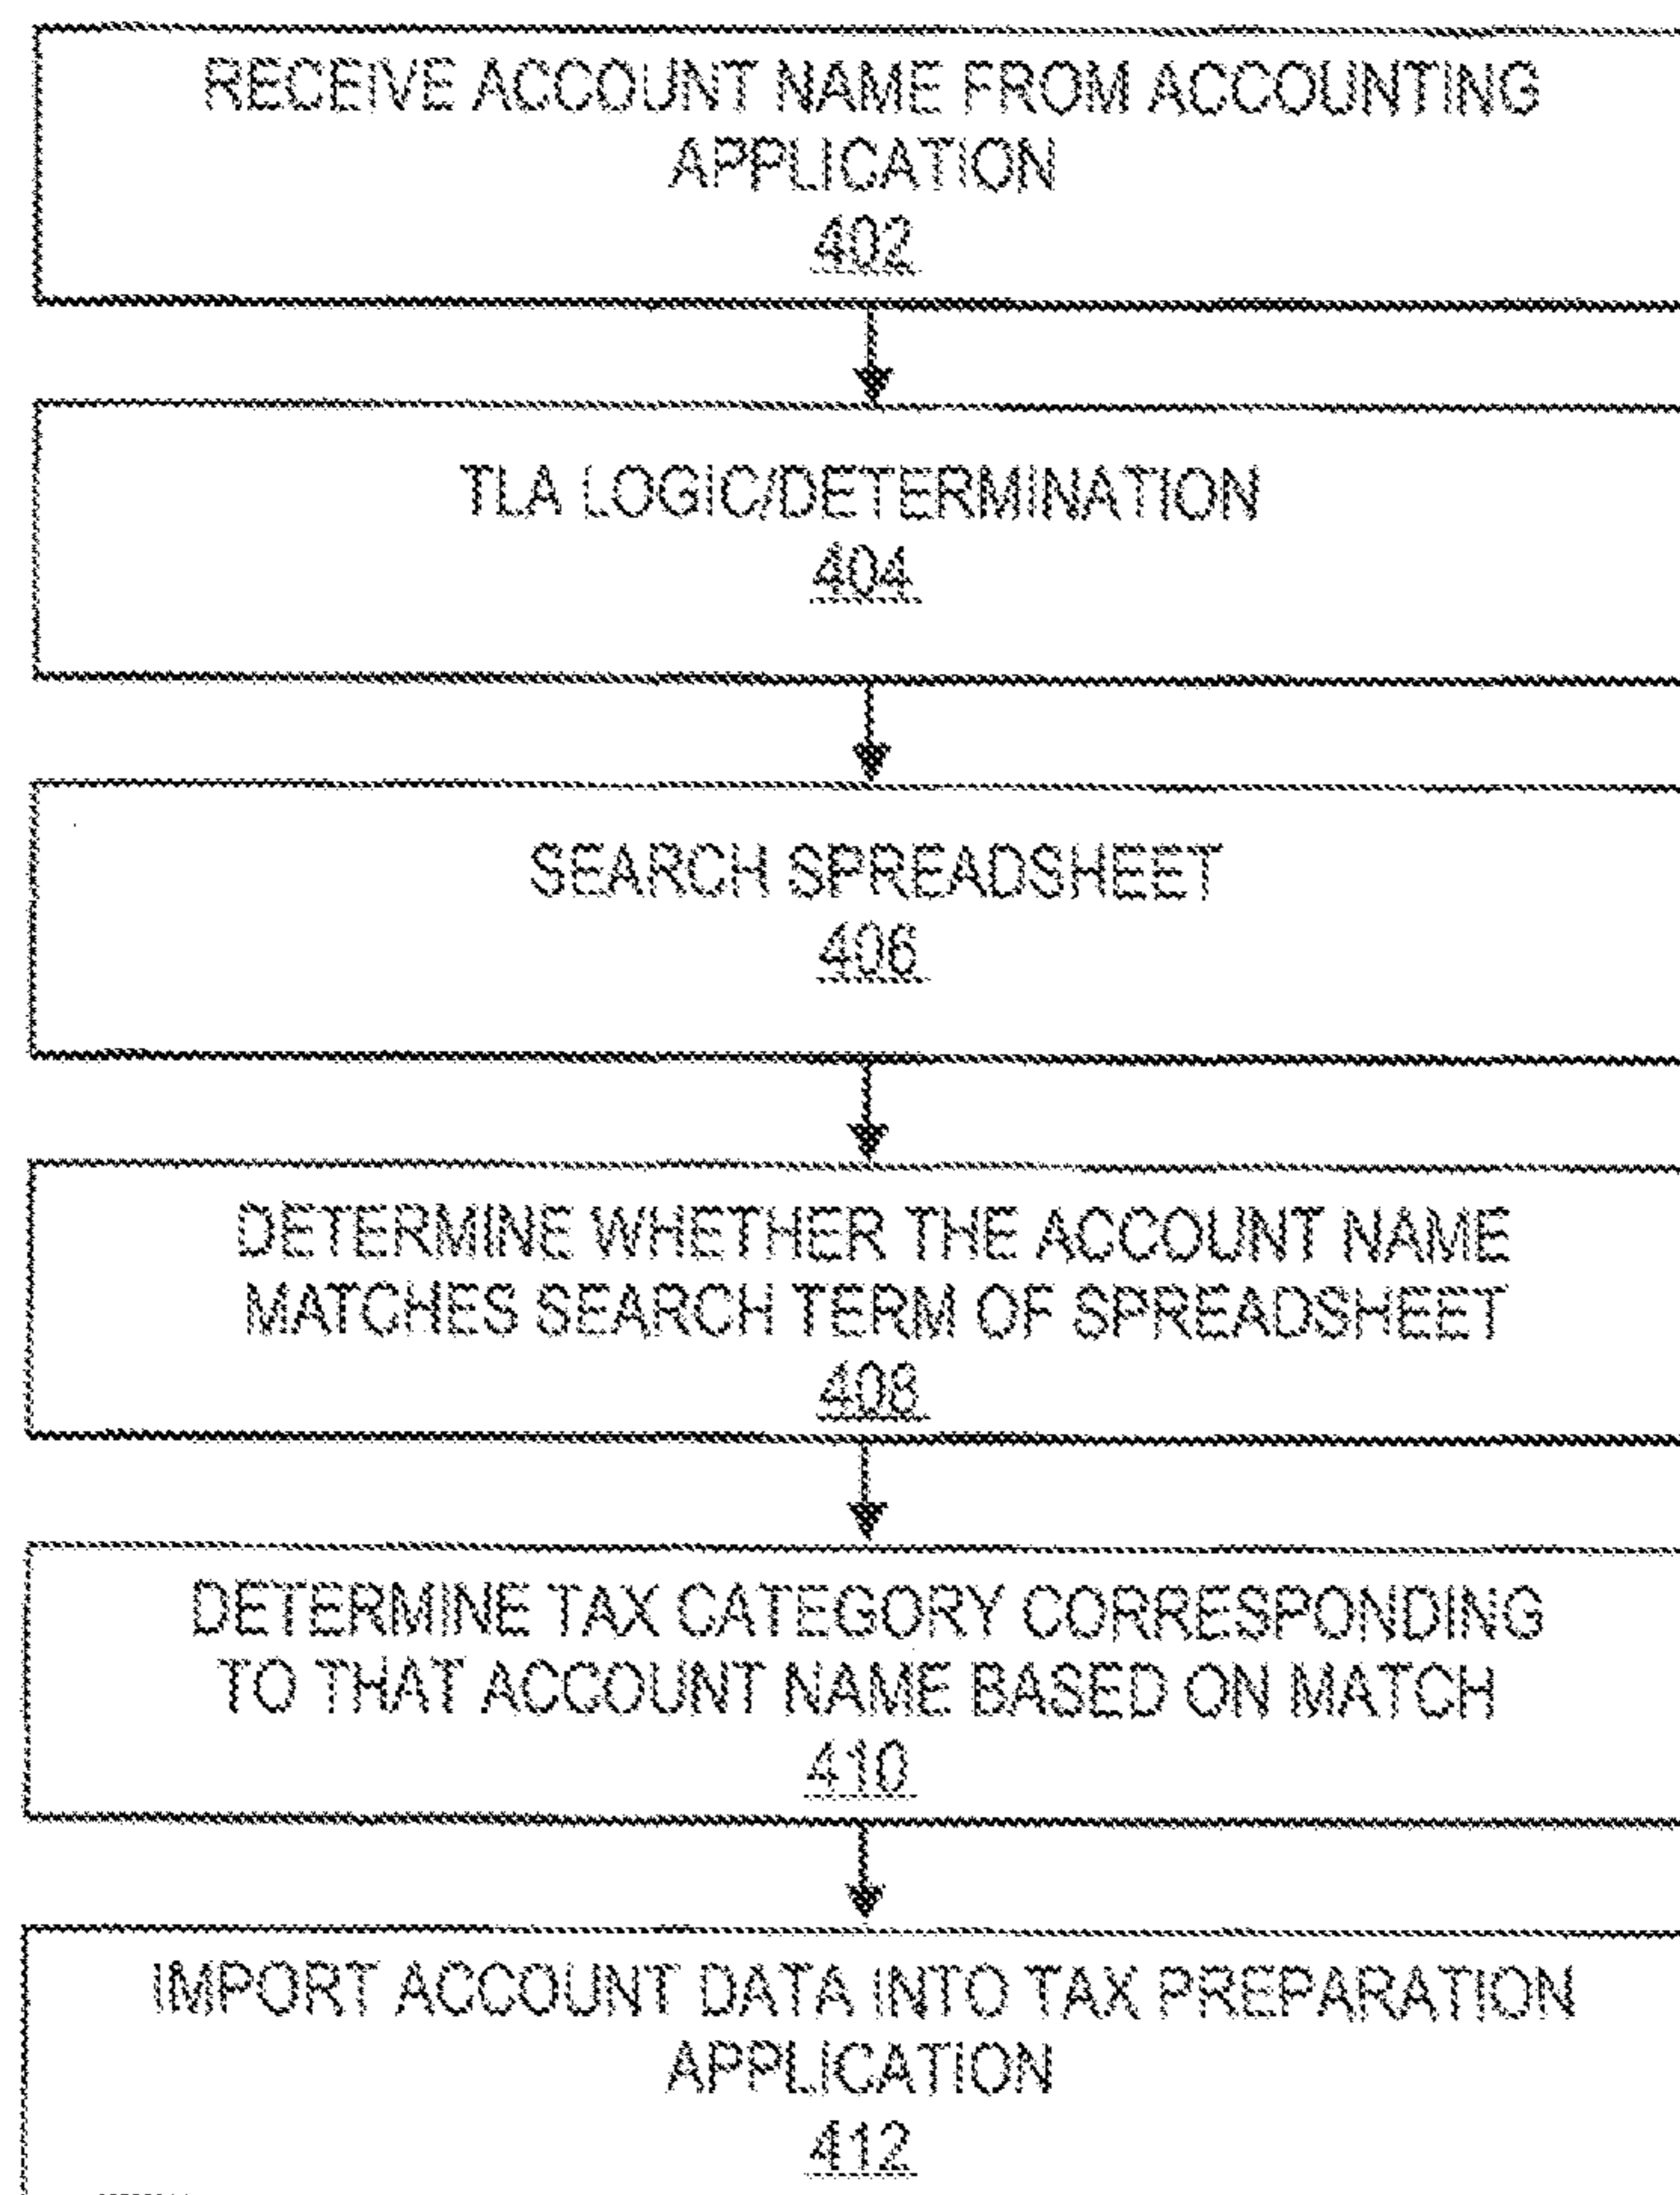 RECEIVE ACCOUNT NAME FROM ACCOUNTING
APPLICATION
402
TLA LOGIC/DETERMINATION
404
SEARCH SPREADSHEET
406
DETERMINE WHETHER THE ACCOUNT NAME
MATCHES SEARCH TERM OF SPREADSHEET
408
DETERMINE TAX CATEGORY CORRESPONDING
TO THAT ACCOUNT NAME BASED ON MATCH
410
IMPORT ACCOUNT DATA INTO TAX PREPARATION
APPLICATION
412